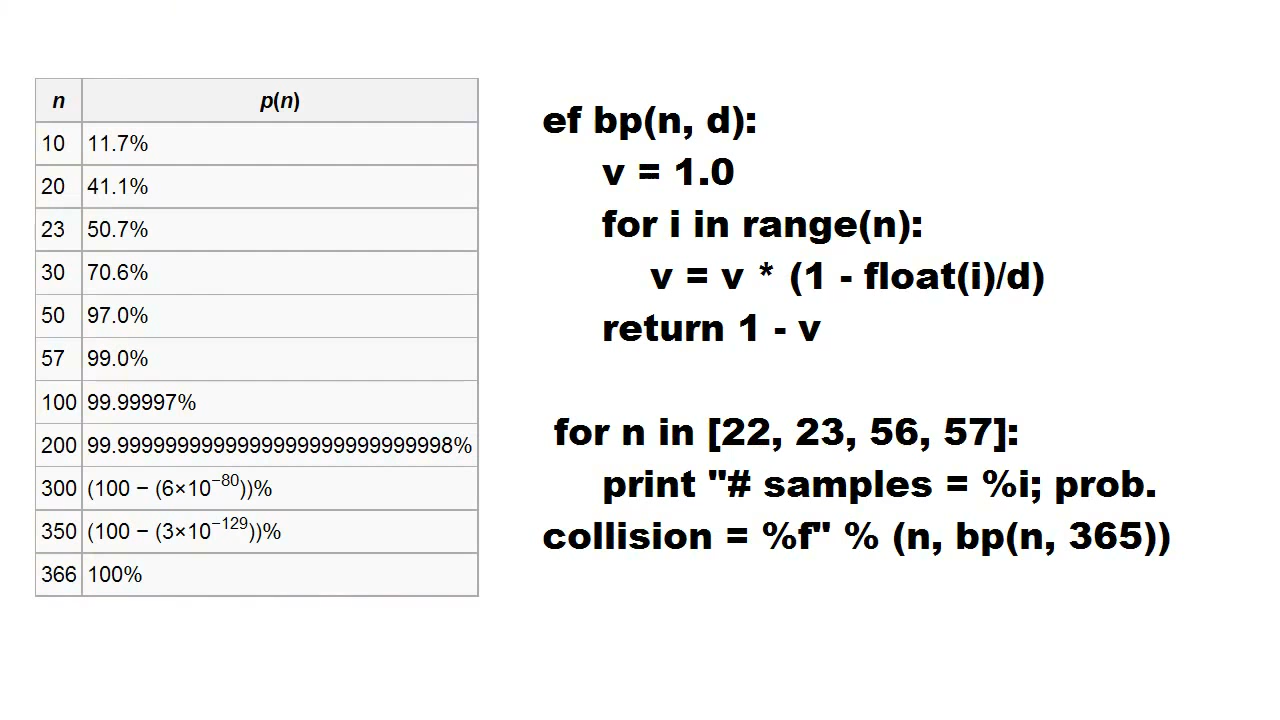 n p(n)
10 11.7%
20 41.1%
23 50.7%
30 70.6%
50 97.0%
57 99.0%
100 99.99997%
200 99.9999999999999999999999999998%
300 (100 − (6×10−80))%
350 (100 − (3×10−129))%
366 100%
ef bp(n, d):
v = 1.0
for i in range(n):
v = v * (1 - float(i)/d)
return 1 - v
for n in [22, 23, 56, 57]:
print "# samples = %i; prob.
collision = %f" % (n, bp(n, 365))